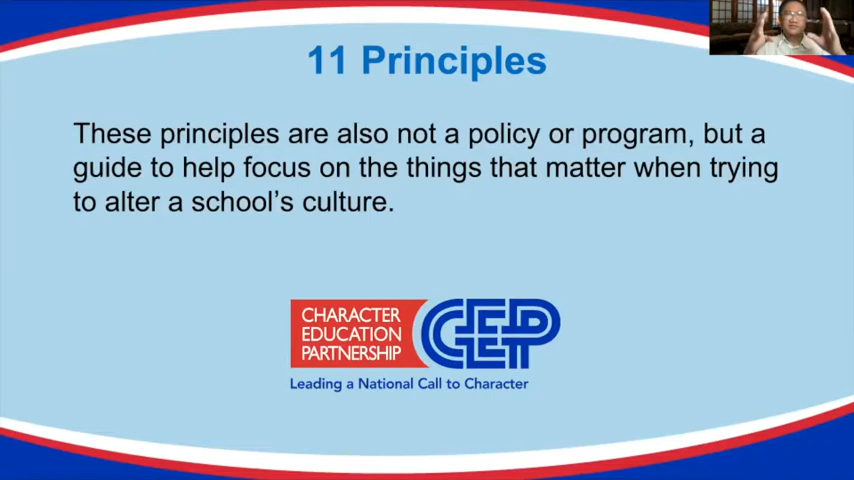 11 Principles
These principles are also not a policy or program, but a
guide to help focus on the things that matter when trying
to alter a school's culture.
CHARACTER
EDUCATION
PARTNERSHIP
CEP
Leading a National Call to Character